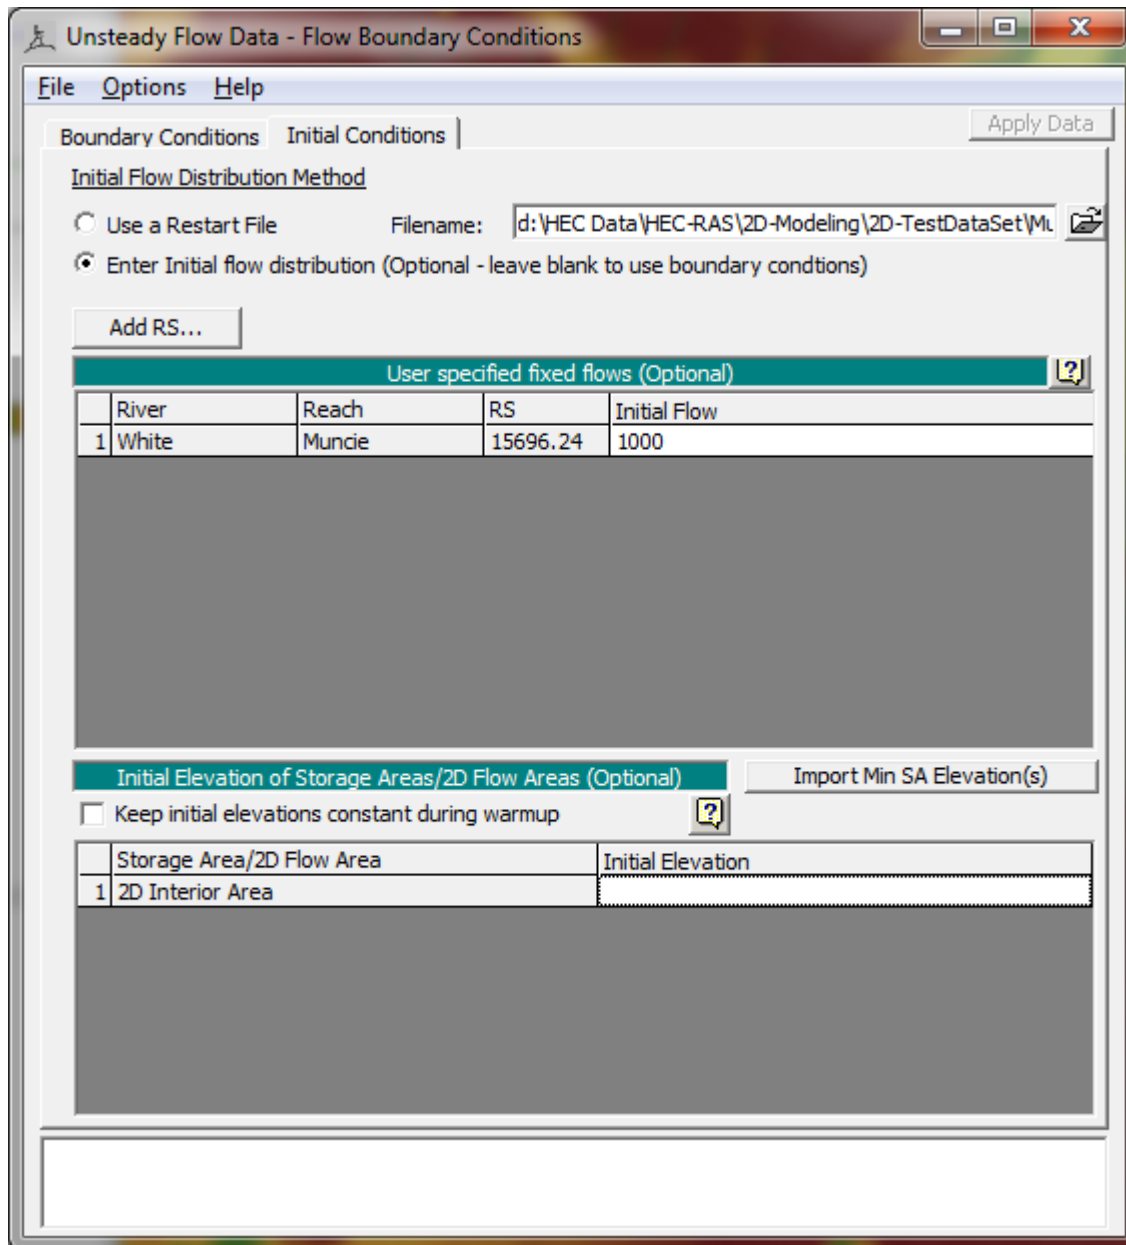 Unsteady Flow Data - Flow Boundary Conditions
File Options Help
Boundary Conditions Initial Conditions Apply Data
Initial Flow Distribution Method
Use a Restart File Filename: d:\HEC Data\HEC-RAS\2D-Modeling\2D-TestDataSet\Mu
Enter Initial flow distribution (Optional - leave blank to use boundary condtions)
Add RS...
User specified fixed flows (Optional)
River Reach RS Initial Flow
1 White Muncie 15696.24 1000
Initial Elevation of Storage Areas/2D Flow Areas (Optional) Import Min SA Elevation(s)
Keep initial elevations constant during warmup
Storage Area/2D Flow Area Initial Elevation
1 2D Interior Area